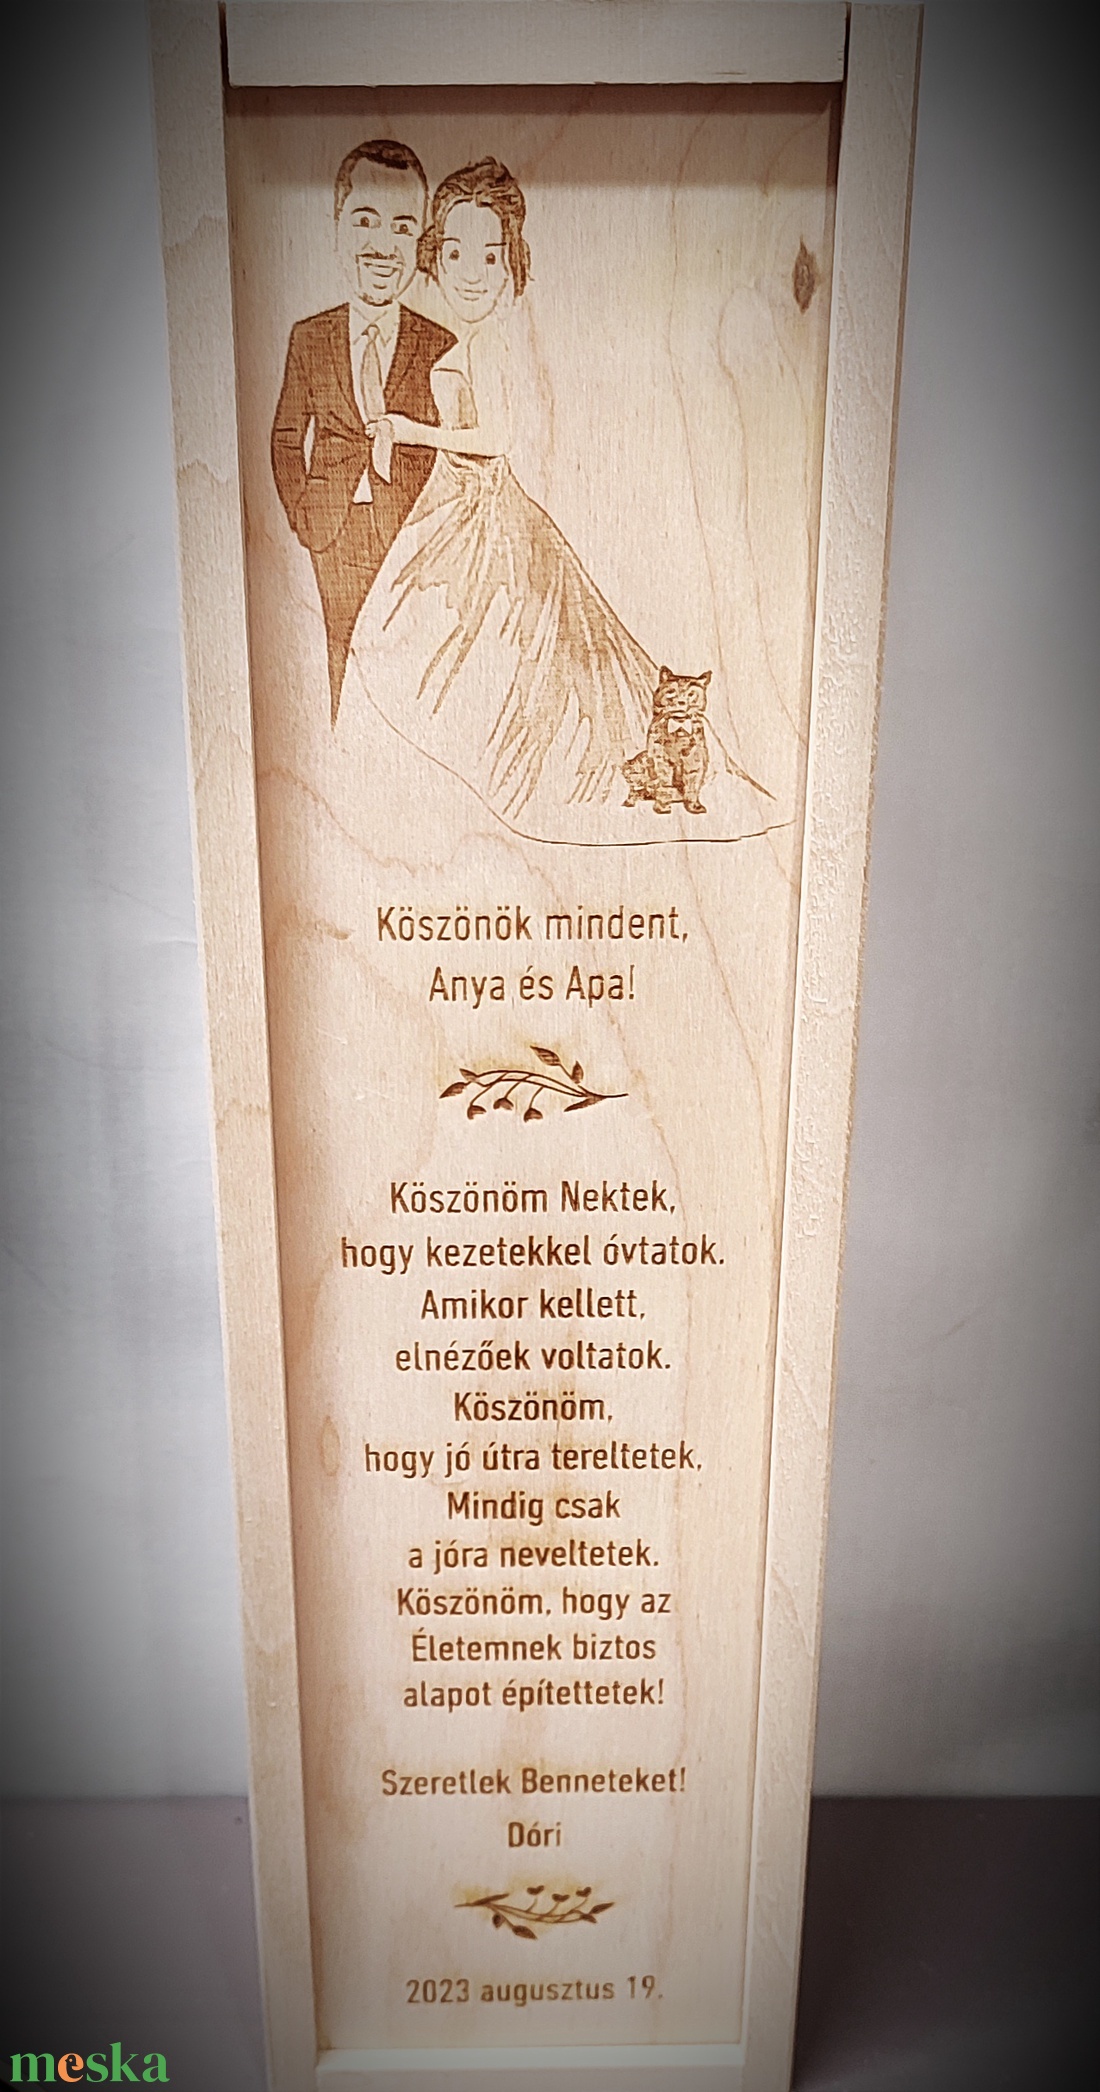 Köszönök mindent,
Anya és Apa!
Köszönöm Nektek,
hogy kezetekkel óvtatok.
Amikor kellett,
elnézőek voltatok.
Köszönöm,
hogy jó útra tereltetek,
Mindig csak
a jóra neveltetek.
Köszönöm, hogy az
Életemnek biztos
alapot építettetek!
Szeretlek Benneteket!
Dóri
2023 augusztus 19.
meska